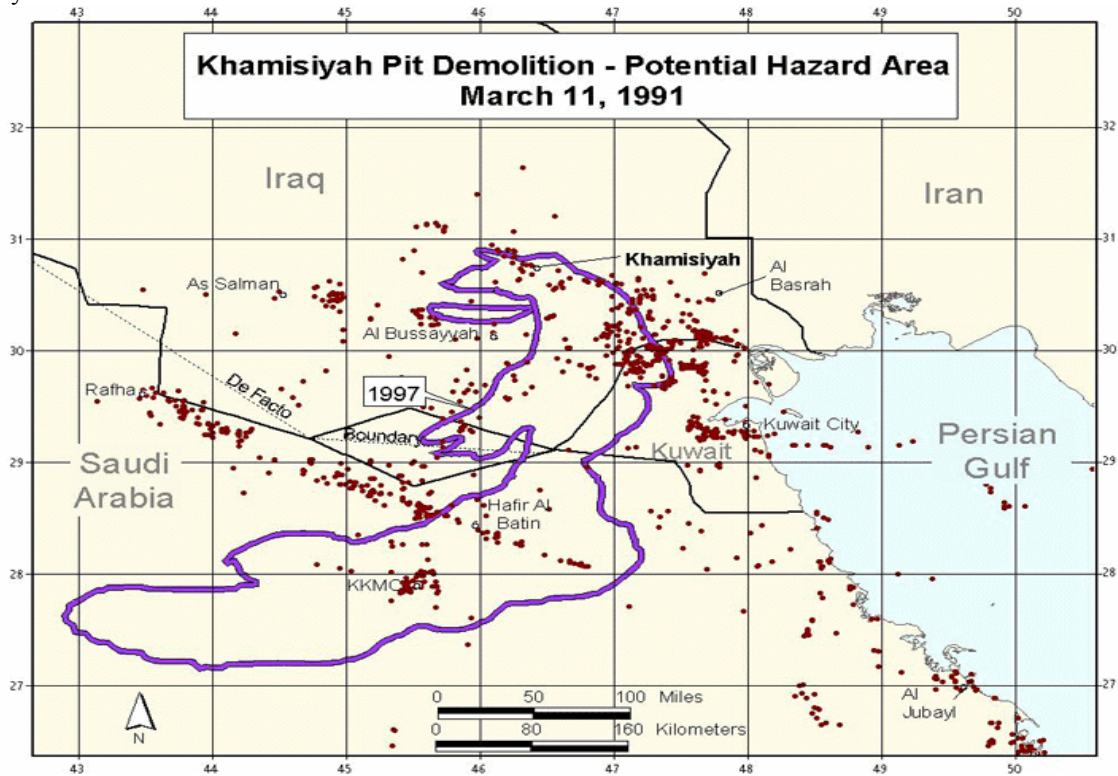 43 44 45 46 47 48 49 50
Khamisiyah Pit Demolition - Potential Hazard Area
March 11, 1991
32 32
Iraq
Iran
31 31
Khamisiyah
Al
Basrah
As Salman
Al Bussayyah
30 30
Rafha
De Facto
1997
Boundary
Kuwait City
Kuwait
Persian
Gulf
29 29
Saudi
Arabia
Hafir Al
Batin
28 28
KKMC
27 27
Al
Jubayl
0 50 100 Miles
0 80 160 Kilometers
N
43 44 45 46 47 48 49 50